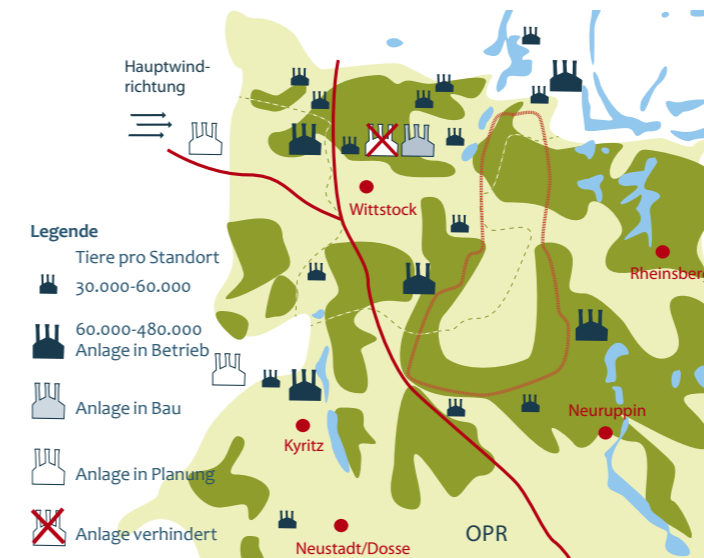 Hauptwind-
richtung
Wittstock
Legende
Tiere pro Standort
30.000-60.000
Rheinsberg
60.000-480.000
Anlage in Betrieb
Anlage in Bau
Neuruppin
Kyritz
Anlage in Planung
Anlage verhindert
OPR
Neustadt/Dosse